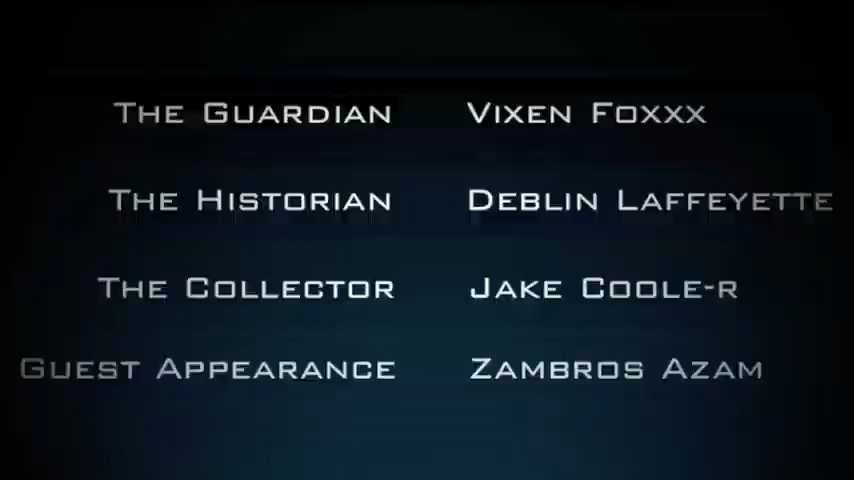 The Guardian Vixen Foxxx
The Historian Deblin Laffeyette
The Collector Jake Coole-r
Guest Appearance Zambros Azam